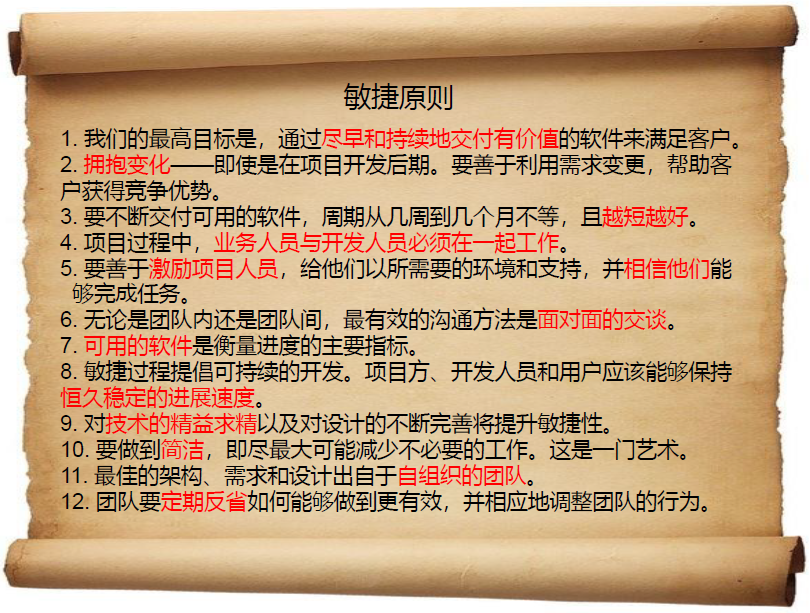 敏捷原则
1. 我们的最高目标是，通过尽早和持续地交付有价值的软件来满足客户。
2. 拥抱变化——即使是在项目开发后期。要善于利用需求变更，帮助客
户获得竞争优势。
3. 要不断交付可用的软件，周期从几周到几个月不等，且越短越好。
4. 项目过程中，业务人员与开发人员必须在一起工作。
5. 要善于激励项目人员，给他们以所需要的环境和支持，并相信他们能
够完成任务。
6. 无论是团队内还是团队间，最有效的沟通方法是面对面的交谈。
7. 可用的软件是衡量进度的主要指标。
8. 敏捷过程提倡可持续的开发。项目方、开发人员和用户应该能够保持
恒久稳定的进展速度。
9. 对技术的精益求精以及对设计的不断完善将提升敏捷性。
10. 要做到简洁，即尽最大可能减少不必要的工作。这是一门艺术。
11. 最佳的架构、需求和设计出自于自组织的团队。
12. 团队要定期反省如何能够做到更有效，并相应地调整团队的行为。